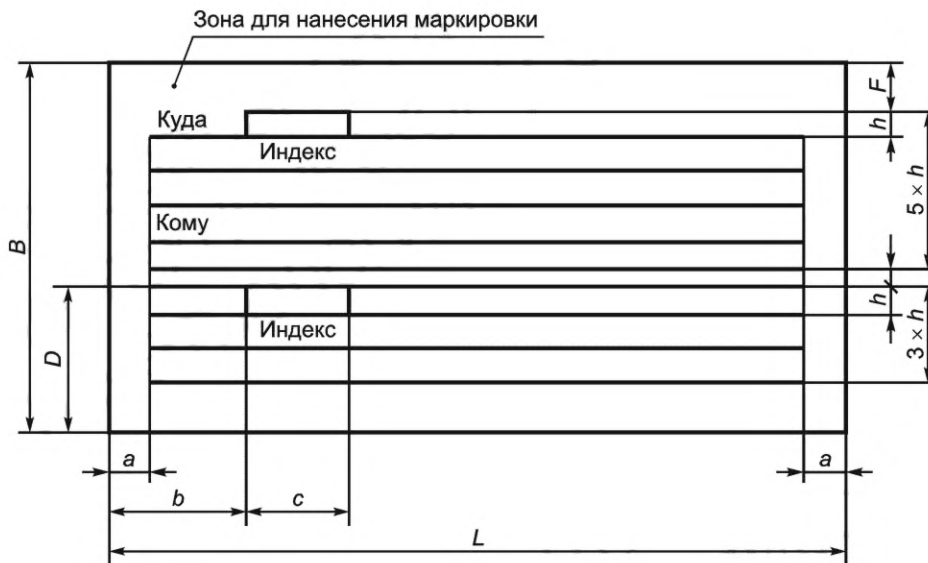 Зона для нанесения маркировки
F
Куда
h
Индекс
5 × h
Кому
B
h
Индекс
D
3 × h
a
a
b
c
L